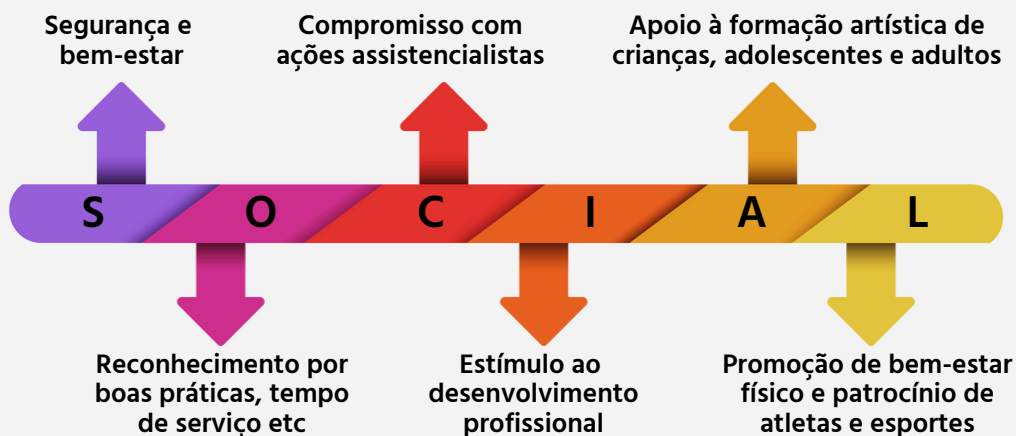 Segurança e
bem-estar
Compromisso com
ações assistencialistas
Apoio à formação artística de
crianças, adolescentes e adultos
S O C I A L
Reconhecimento por
boas práticas, tempo
de serviço etc
Estímulo ao
desenvolvimento
profissional
Promoção de bem-estar
físico e patrocínio de
atletas e esportes